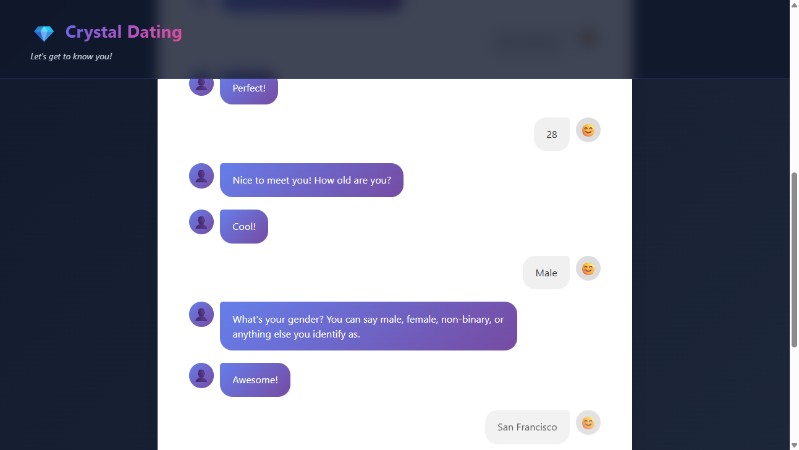 Crystal Dating
Let's get to know you!
Perfect!
28
Nice to meet you! How old are you?
Cool!
Male
What's your gender? You can say male, female, non-binary, or
anything else you identify as.
Awesome!
San Francisco